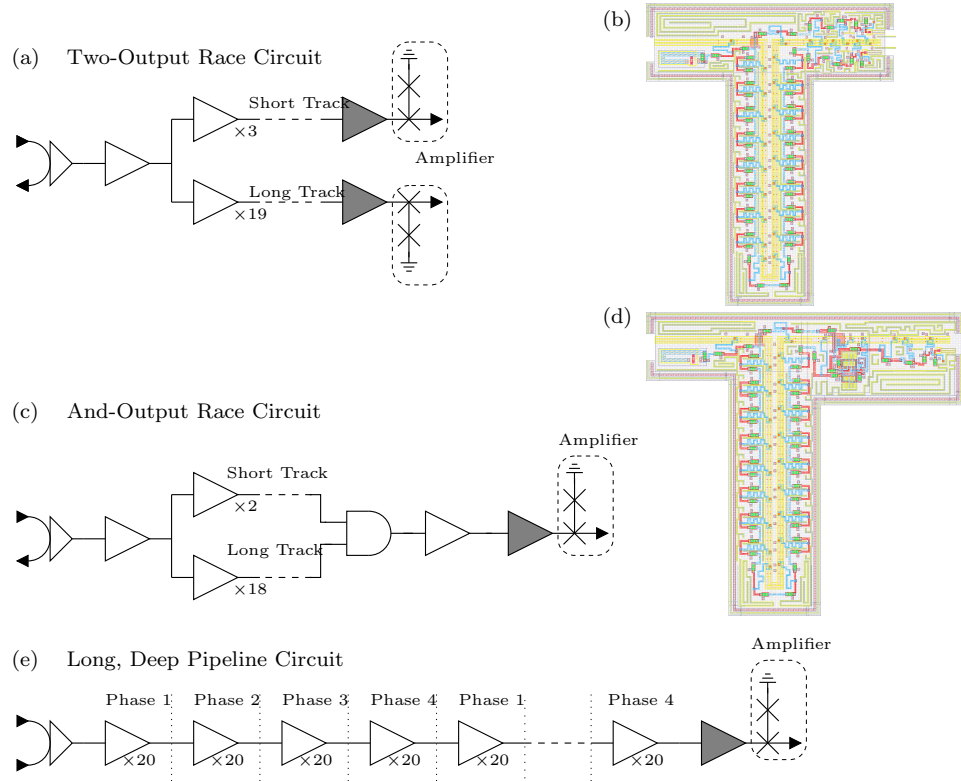 (a) Two-Output Race Circuit
Short Track
×3
Amplifier
Long Track
×19
(b)
(c) And-Output Race Circuit
Amplifier
Short Track
×2
Long Track
×18
(d)
(e) Long, Deep Pipeline Circuit
Amplifier
Phase 1 Phase 2 Phase 3 Phase 4 Phase 1 Phase 4
×20 ×20 ×20 ×20 ×20 ×20